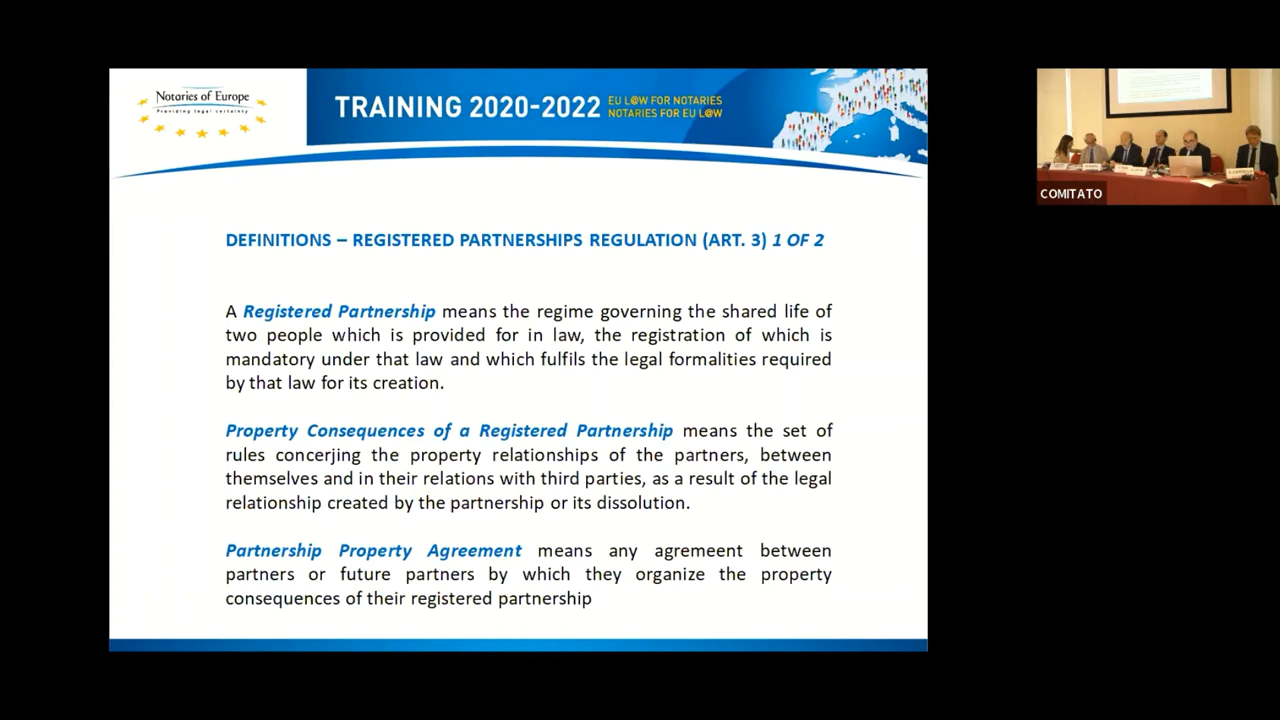 Notaries of Europe
Providing legal certainty
TRAINING 2020-2022
EU L@W FOR NOTARIES
NOTARIES FOR EU L@W
COMITATO
DEFINITIONS – REGISTERED PARTNERSHIPS REGULATION (ART. 3) 1 OF 2
A Registered Partnership means the regime governing the shared life of
two people which is provided for in law, the registration of which is
mandatory under that law and which fulfils the legal formalities required
by that law for its creation.
Property Consequences of a Registered Partnership means the set of
rules concerjing the property relationships of the partners, between
themselves and in their relations with third parties, as a result of the legal
relationship created by the partnership or its dissolution.
Partnership Property Agreement means any agremeent between
partners or future partners by which they organize the property
consequences of their registered partnership